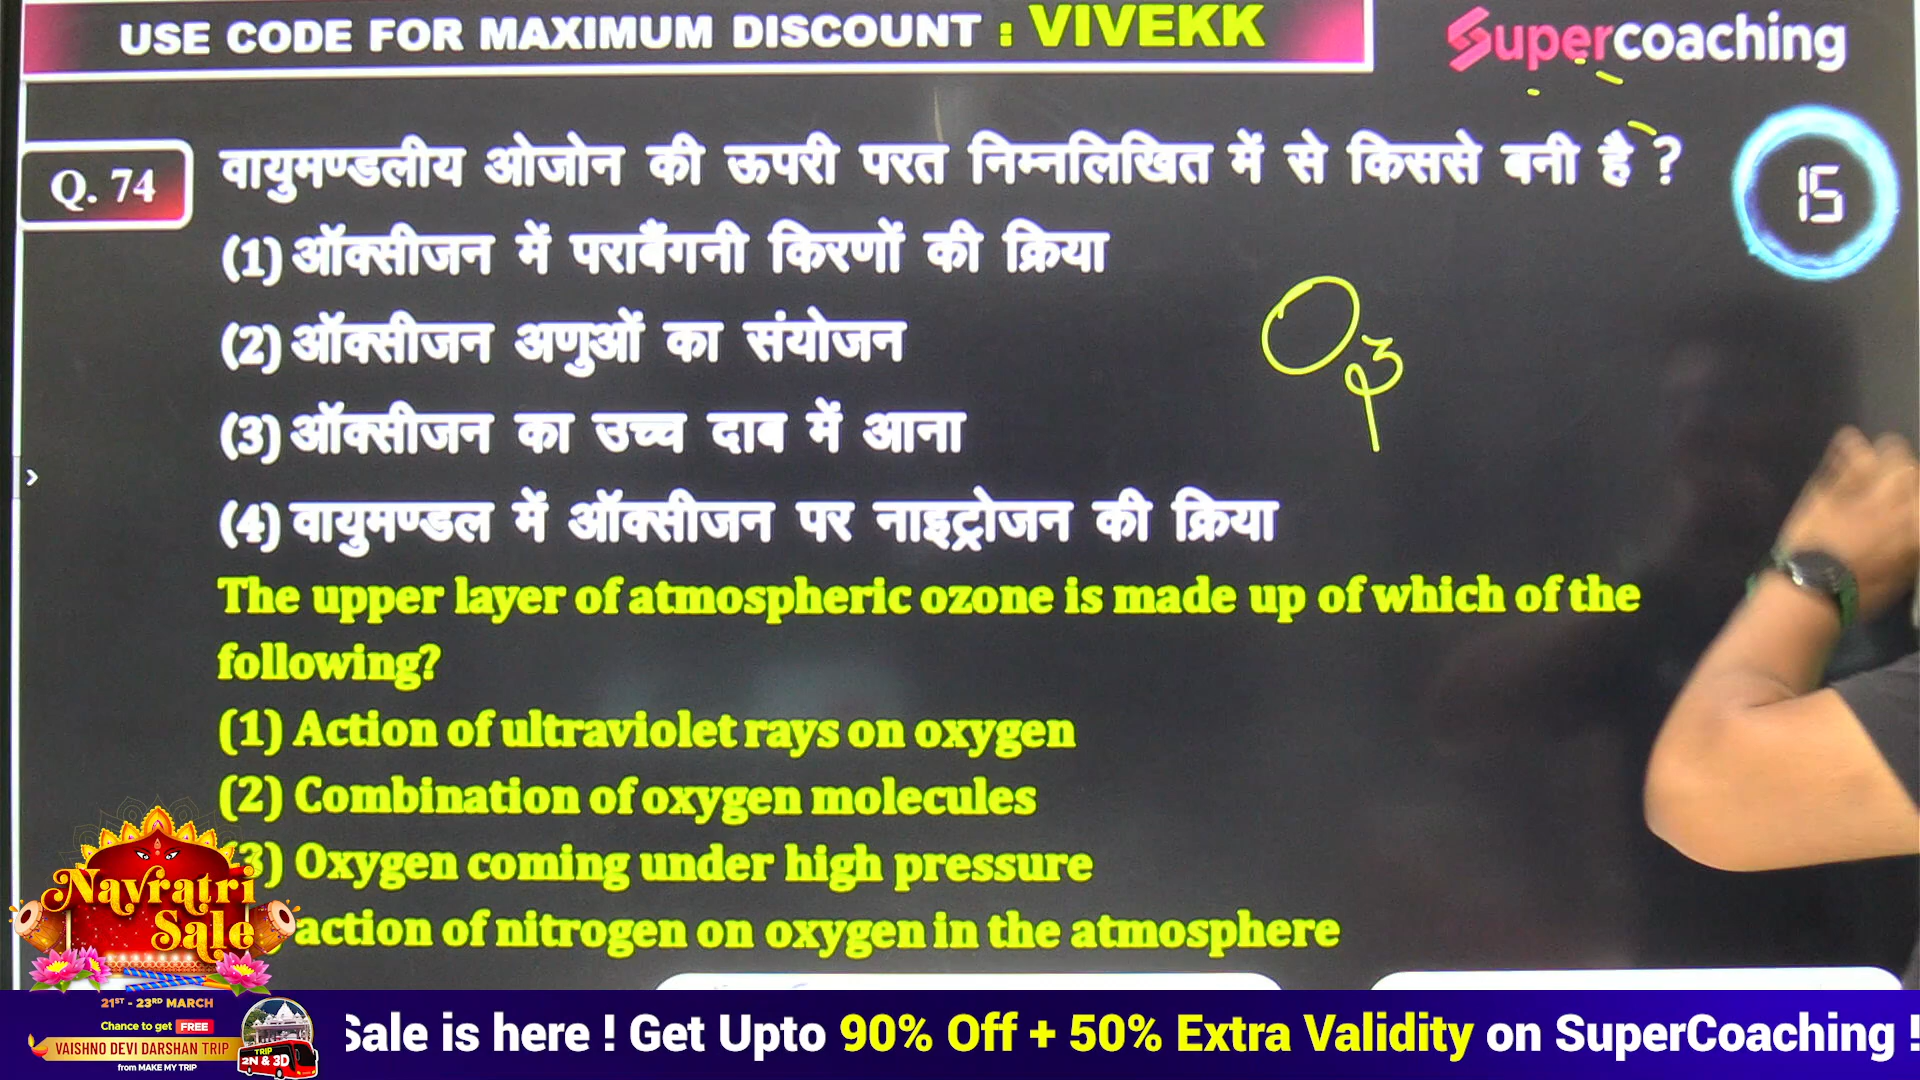 USE CODE FOR MAXIMUM DISCOUNT : VIVEKK
Supercoaching
Q. 74
वायुमण्डलीय ओजोन की ऊपरी परत निम्नलिखित में से किससे बनी है ?
15
(1) ऑक्सीजन में पराबैंगनी किरणों की क्रिया
(2) ऑक्सीजन अणुओं का संयोजन
(3) ऑक्सीजन का उच्च दाब में आना
(4) वायुमण्डल में ऑक्सीजन पर नाइट्रोजन की क्रिया
O३
The upper layer of atmospheric ozone is made up of which of the
following?
(1) Action of ultraviolet rays on oxygen
(2) Combination of oxygen molecules
3) Oxygen coming under high pressure
action of nitrogen on oxygen in the atmosphere
Navratri
Sale
21ST - 23RD MARCH
Chance to get FREE
VAISHNO DEVI DARSHAN TRIP
from MAKE MY TRIP
TRIP
2N & 3D
Sale is here ! Get Upto 90% Off + 50% Extra Validity on SuperCoaching !